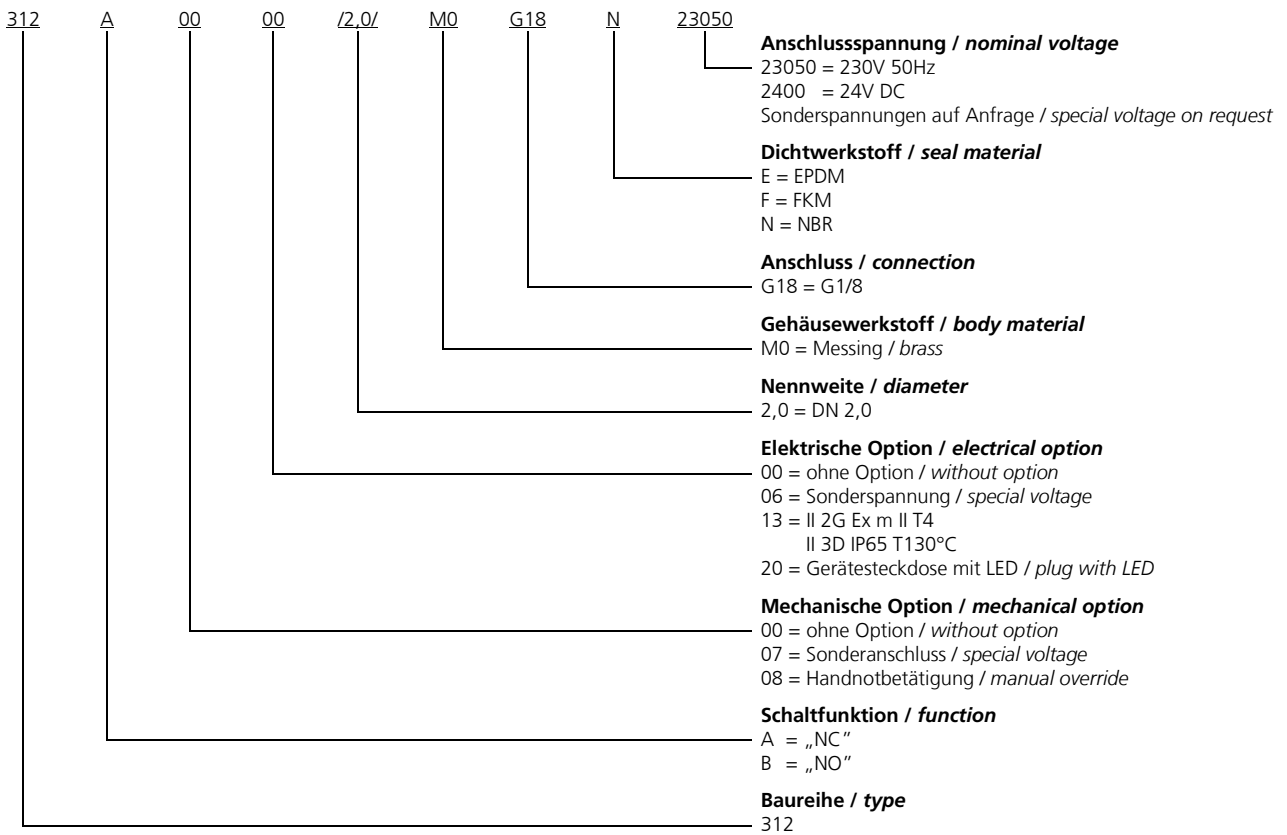 312 A 00 00 /2,0/ M0 G18 N 23050
Anschlussspannung / nominal voltage
23050 = 230V 50Hz
2400 = 24V DC
Sonderspannungen auf Anfrage / special voltage on request
Dichtwerkstoff / seal material
E = EPDM
F = FKM
N = NBR
Anschluss / connection
G18 = G1/8
Gehäusewerkstoff / body material
M0 = Messing / brass
Nennweite / diameter
2,0 = DN 2,0
Elektrische Option / electrical option
00 = ohne Option / without option
06 = Sonderspannung / special voltage
13 = II 2G Ex m II T4
II 3D IP65 T130°C
20 = Gerätesteckdose mit LED / plug with LED
Mechanische Option / mechanical option
00 = ohne Option / without option
07 = Sonderanschluss / special voltage
08 = Handnotbetätigung / manual override
Schaltfunktion / function
A = „NC"
B = „NO"
Baureihe / type
312